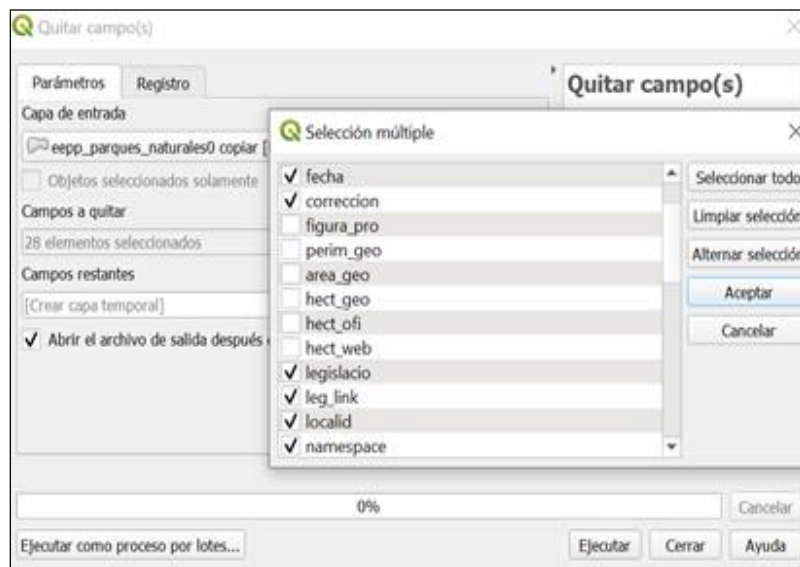 Quitar campo(s)
Parámetros Registro
Capa de entrada
eepp_parques_naturales0 copiar [
Objetos seleccionados solamente
Campos a quitar
28 elementos seleccionados
Campos restantes
[Crear capa temporal]
Abrir el archivo de salida después
Quitar campo(s)
Selección múltiple
fecha
correccion
figura_pro
perim_geo
area_geo
hect_geo
hect_ofi
hect_web
legislacio
leg_link
localid
namespace
Seleccionar todo
Limpiar selección
Alternar selección
Aceptar
Cancelar
0%
Cancelar
Ejecutar como proceso por lotes...
Ejecutar Cerrar Ayuda